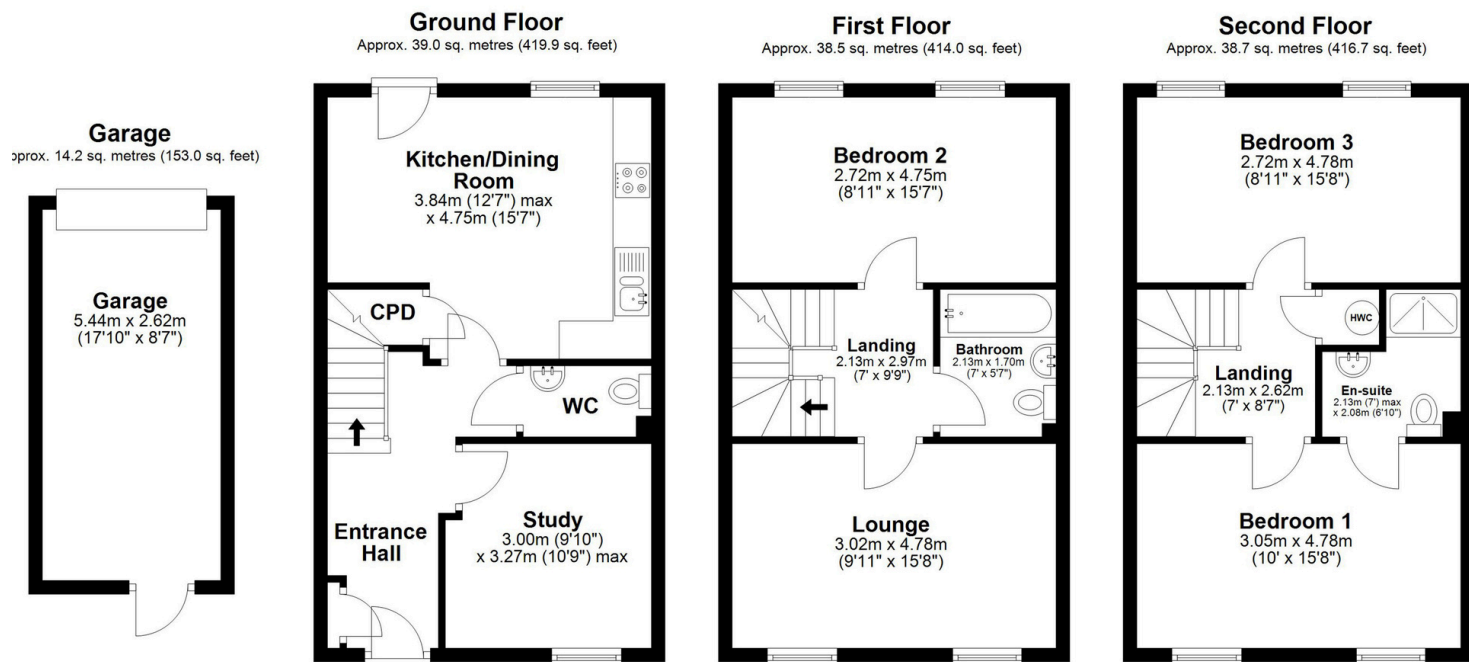 Garage
pprox. 14.2 sq. metres (153.0 sq. feet)
Garage
5.44m x 2.62m
(17'10" x 8'7")
Ground Floor
Approx. 39.0 sq. metres (419.9 sq. feet)
Kitchen/Dining
Room
3.84m (12'7") max
x 4.75m (15'7")
CPD
WC
Entrance
Hall
Study
3.00m (9'10")
x 3.27m (10'9") max
First Floor
Approx. 38.5 sq. metres (414.0 sq. feet)
Bedroom 2
2.72m x 4.75m
(8'11" x 15'7")
Landing
2.13m x 2.97m
(7' x 9'9")
Bathroom
2.13m x 1.70m
(7' x 5'7")
Lounge
3.02m x 4.78m
(9'11" x 15'8")
Second Floor
Approx. 38.7 sq. metres (416.7 sq. feet)
Bedroom 3
2.72m x 4.78m
(8'11" x 15'8")
HWC
Landing
2.13m x 2.62m
(7' x 8'7")
En-suite
2.13m (7') max
x 2.08m (6'10")
Bedroom 1
3.05m x 4.78m
(10' x 15'8")